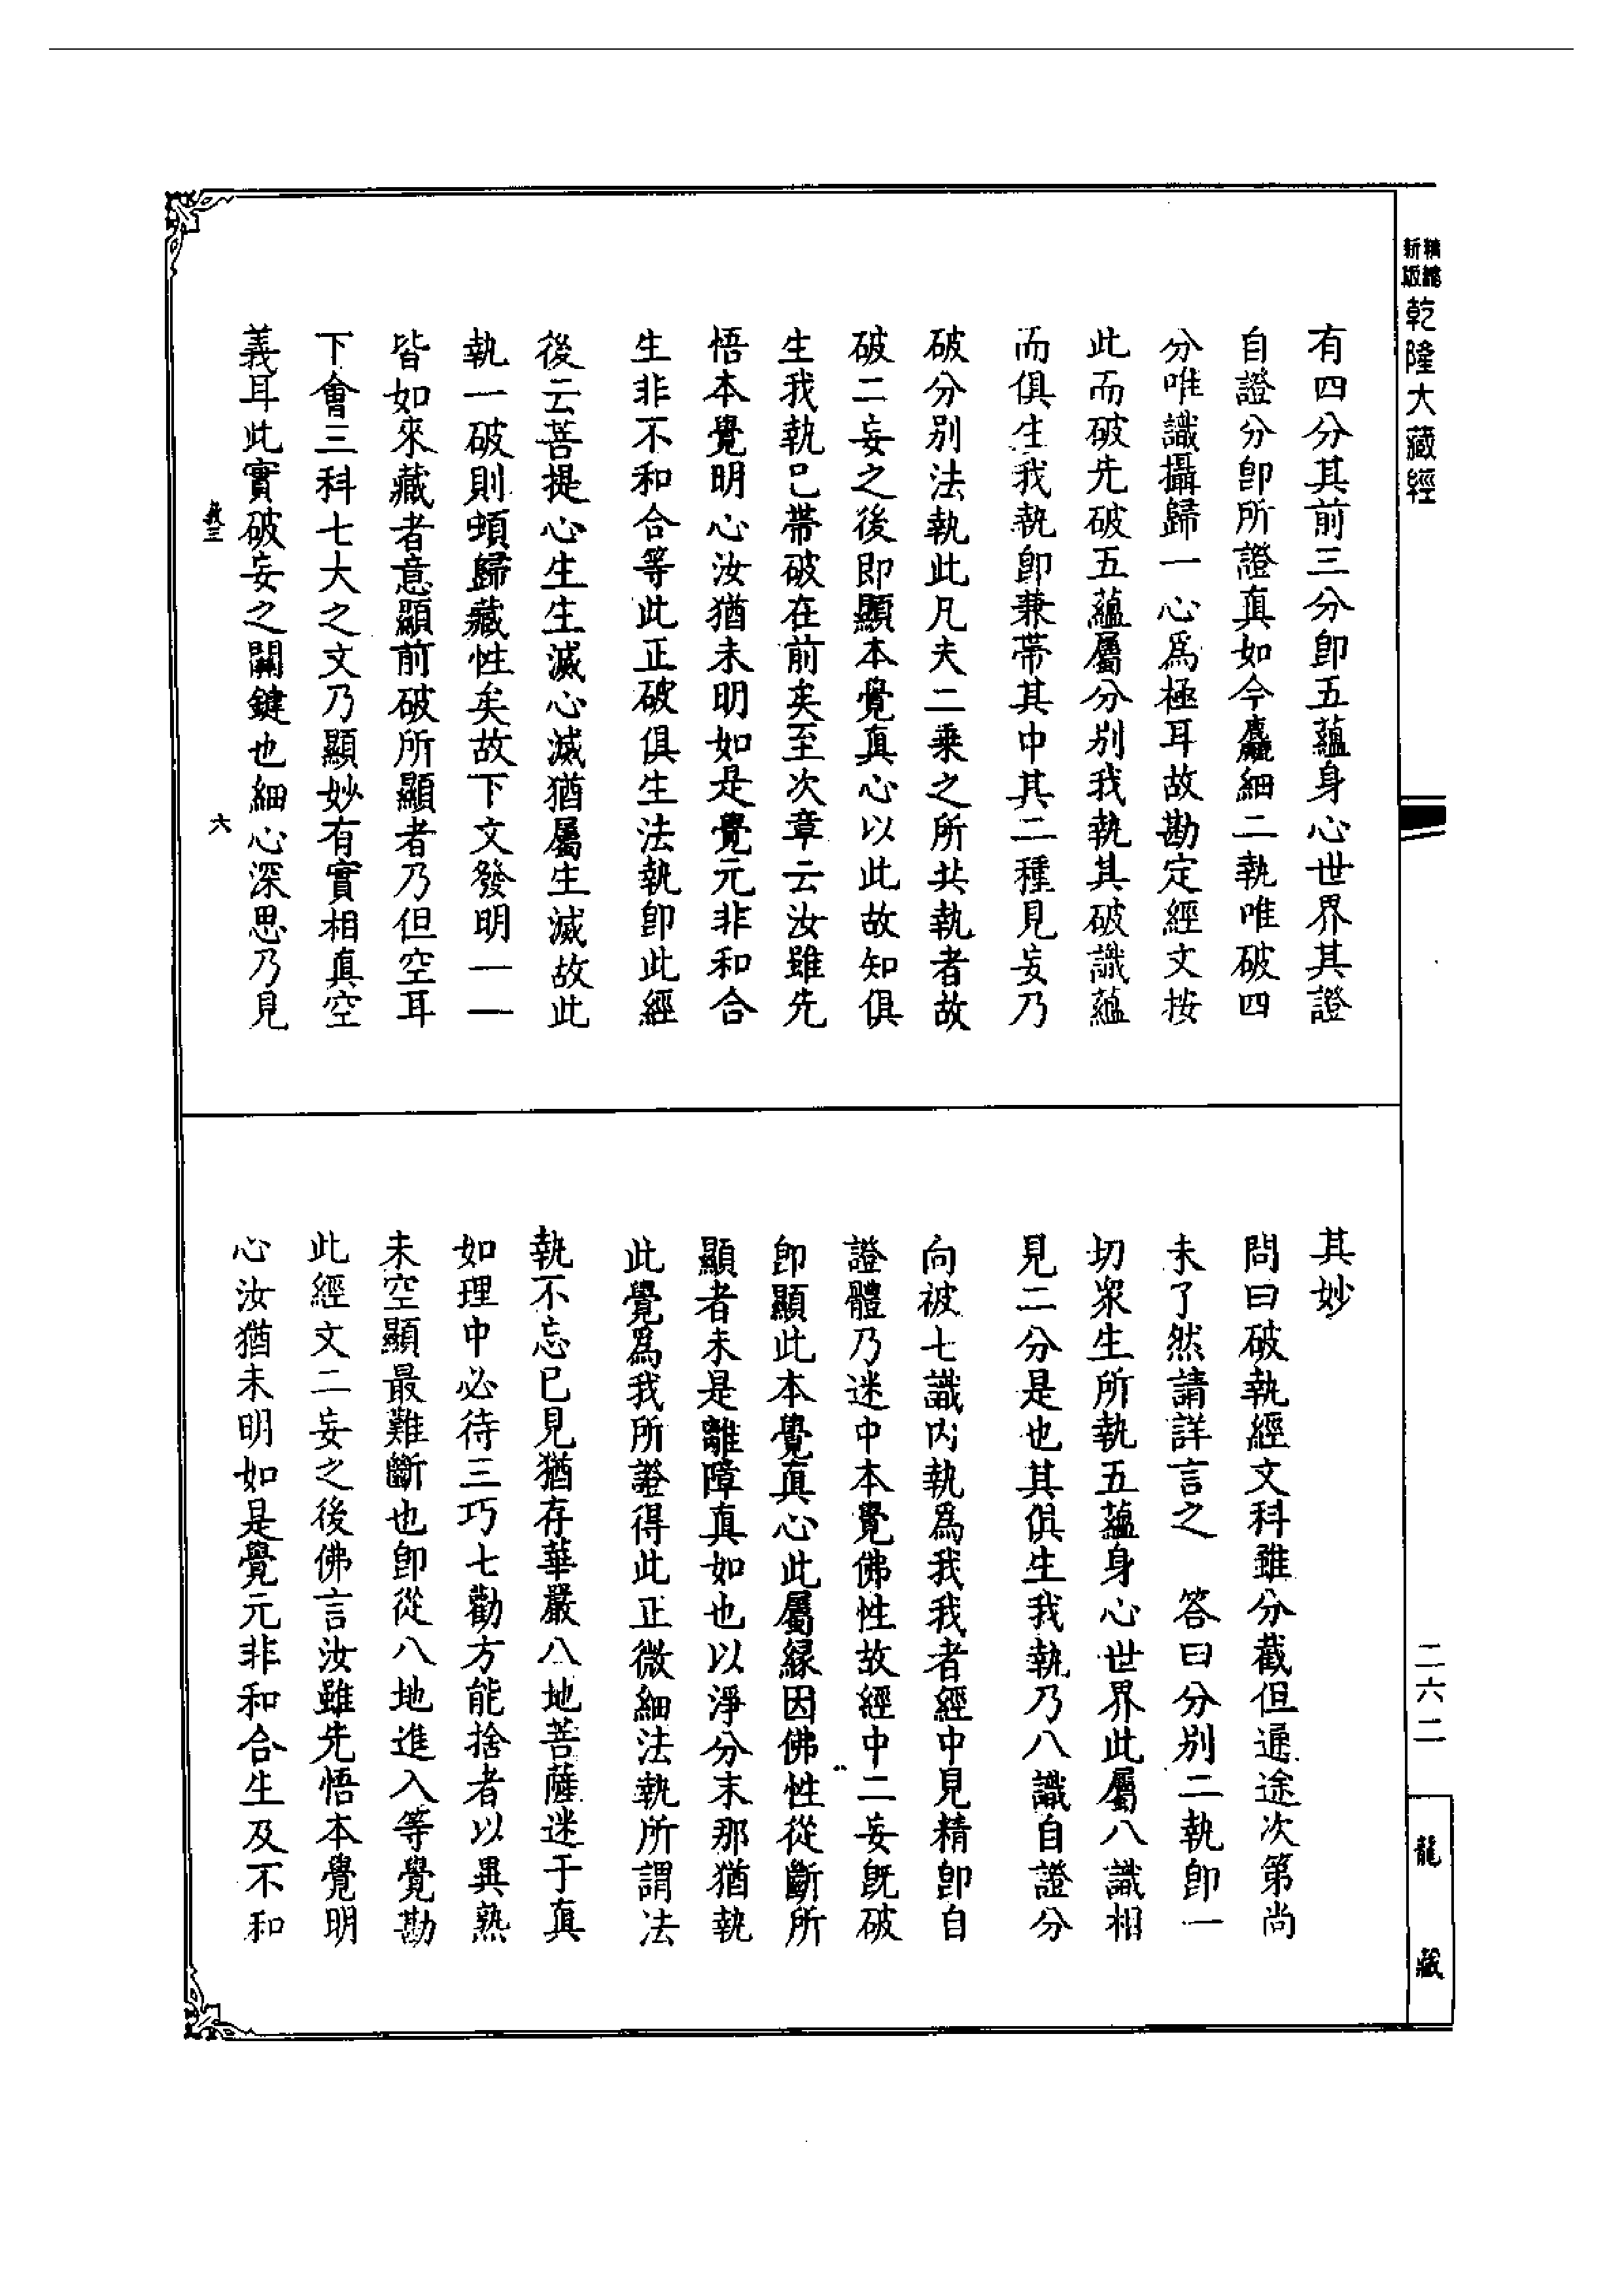 新版精縮
乾隆大藏經
有四分其前三分卽五蘊身心世界其證
自證分卽所證真如今麤細二執唯破四
分唯識攝歸一心爲極耳故勘定經文按
此而破先破五蘊屬分別我執其破識蘊
而俱生我執卽兼帶其中其二種見妄乃
破分別法執此凡夫二乗之所共執者故
破二妄之後即顯本覺真心以此故知俱
生我執已帶破在前矣至次章云汝雖先
悟本覺明心汝猶未明如是覺元非和合
生非不和合等此正破俱生法執卽此經
後云菩提心生生滅心滅猶屬生滅故此
執一破則頓歸藏性矣故下文發明一一
皆如來藏者意顯前破所顯者乃但空耳
下會三科七大之文乃顯妙有實相真空
義耳此實破妄之關鍵也細心深思乃見
六
其妙
問曰破執經文科雖分截但逓途次第尚
未了然請詳言之　答曰分别二執卽一
切衆生所執五蘊身心世界此屬八識相
見二分是也其俱生我執乃八識自證分
向被七識内執爲我我者經中見精卽自
證體乃迷中本覺佛性故經中二妄旣破
卽顯此本覺真心此屬緣因佛性從斷所
顯者未是離障真如也以淨分末那猶執
此覺爲我所證得此正微細法執所謂法
執不忘已見猶存華嚴八地菩薩迷于真
如理中必待三巧七勸方能捨者以異熟
未空顯最難斷也卽從八地進入等覺勘
此經文二妄之後佛言汝雖先悟本覺明
心汝猶未明如是覺元非和合生及不和
二六二
龍藏